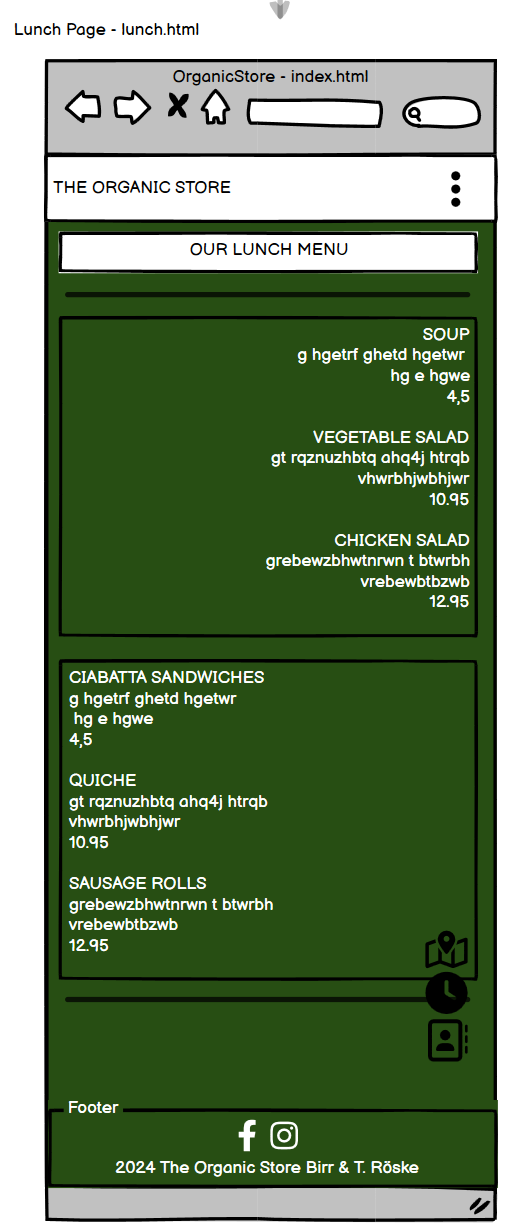 Lunch Page - lunch.html
OrganicStore - index.html
THE ORGANIC STORE
OUR LUNCH MENU
SOUP
g hgetrf ghetd hgetwr
hg e hgwe
4,5
VEGETABLE SALAD
gt rqznuzhbtq ahq4j htrqb
vhwrbhjwbhjwr
10.95
CHICKEN SALAD
grebewzbhwtnrwn t btwrbh
vrebewbtbzwb
12.95
CIABATTA SANDWICHES
g hgetrf ghetd hgetwr
hg e hgwe
4,5
QUICHE
gt rqznuzhbtq ahq4j htrqb
vhwrbhjwbhjwr
10.95
SAUSAGE ROLLS
grebewzbhwtnrwn t btwrbh
vrebewbtbzwb
12.95
Footer
2024 The Organic Store Birr & T. Röske